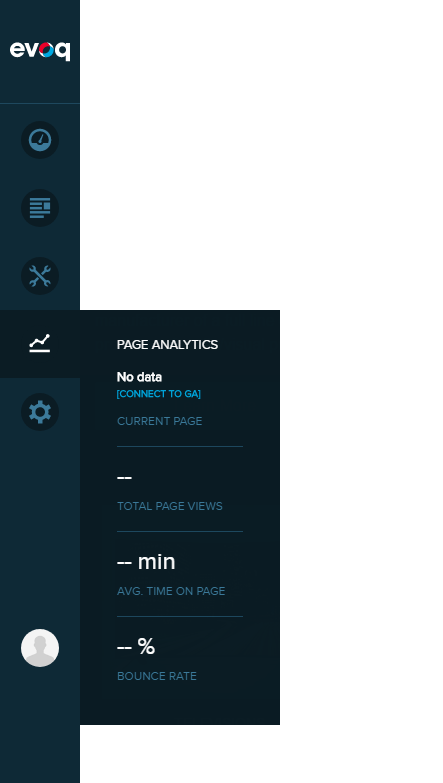 evoq
PAGE ANALYTICS
No data
[CONNECT TO GA]
CURRENT PAGE
--
TOTAL PAGE VIEWS
-- min
AVG. TIME ON PAGE
-- %
BOUNCE RATE